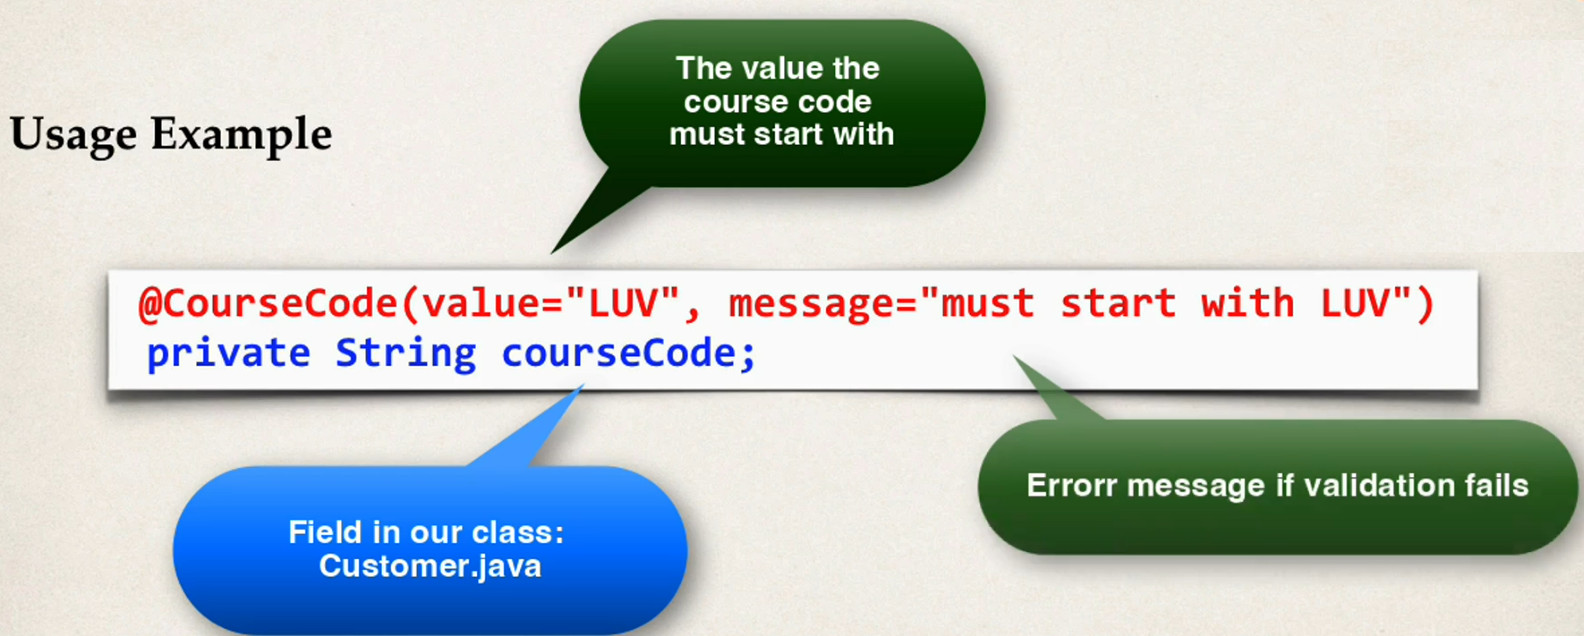 The value the
course code
must start with
Usage Example
@CourseCode(value="LUV", message="must start with LUV")
private String courseCode;
Errorr message if validation fails
Field in our class:
Customer.java